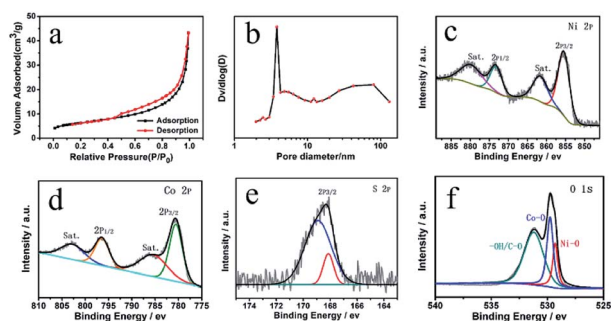 a
Volume Adsorbed(cm³/g)
50
40
30
20
10
0
Adsorption
Desorption
0.0 0.2 0.4 0.6 0.8 1.0
Relative Pressure(P/P₀)
b
Dv/dlog(D)
1 10 100
Pore diameter/nm
c
Ni 2P
Intensity / a.u.
Sat.
2P1/2
Sat.
2P3/2
885 880 875 870 865 860 855 850
Binding Energy / ev
d
Co 2P
Intensity / a.u.
Sat.
2P1/2
Sat.
2P3/2
810 805 800 795 790 785 780 775
Binding Energy / ev
e
S 2P
Intensity / a.u.
2P3/2
174 172 170 168 166 164
Binding Energy / ev
f
O 1s
Intensity / a.u.
-OH/C-O
Co-O
Ni-O
540 535 530 525
Binding Energy / ev